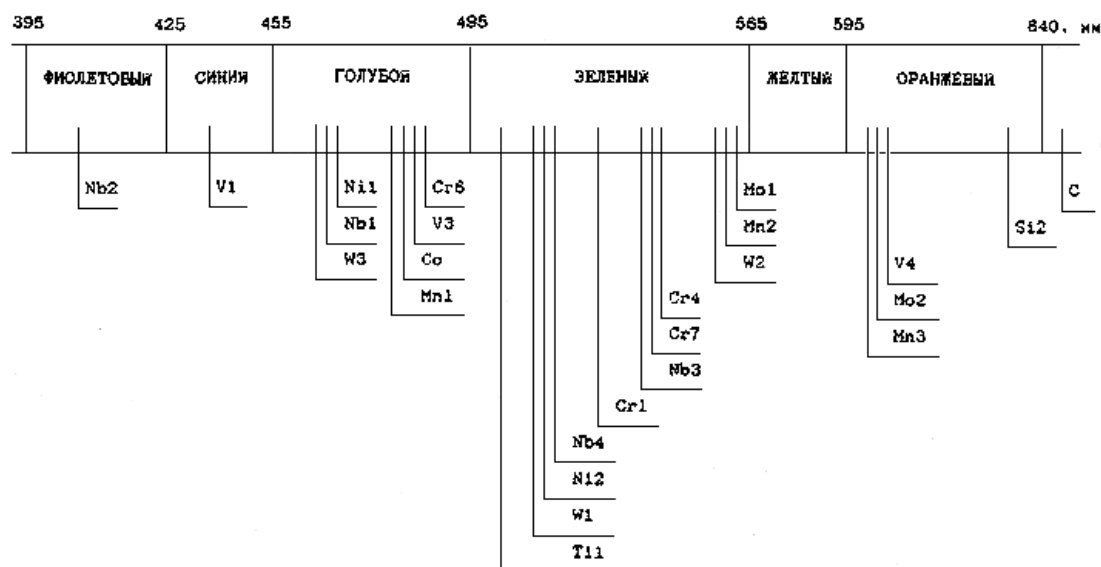 395 425 455 495 565 595 640, нм
ФИОЛЕТОВЫЙ СИНИЙ ГОЛУБОЙ ЗЕЛЕНЫЙ ЖЕЛТЫЙ ОРАНЖЕВЫЙ
Nb2 V1 Ni1 Cr6 Mo1 C
Nb1 V3 Mn2 Si2
W3 Co W2 V4
Mn1 Cr4 Mo2
Cr7 Mn3
Nb3
Cr1
Nb4
Ni2
W1
Ti1